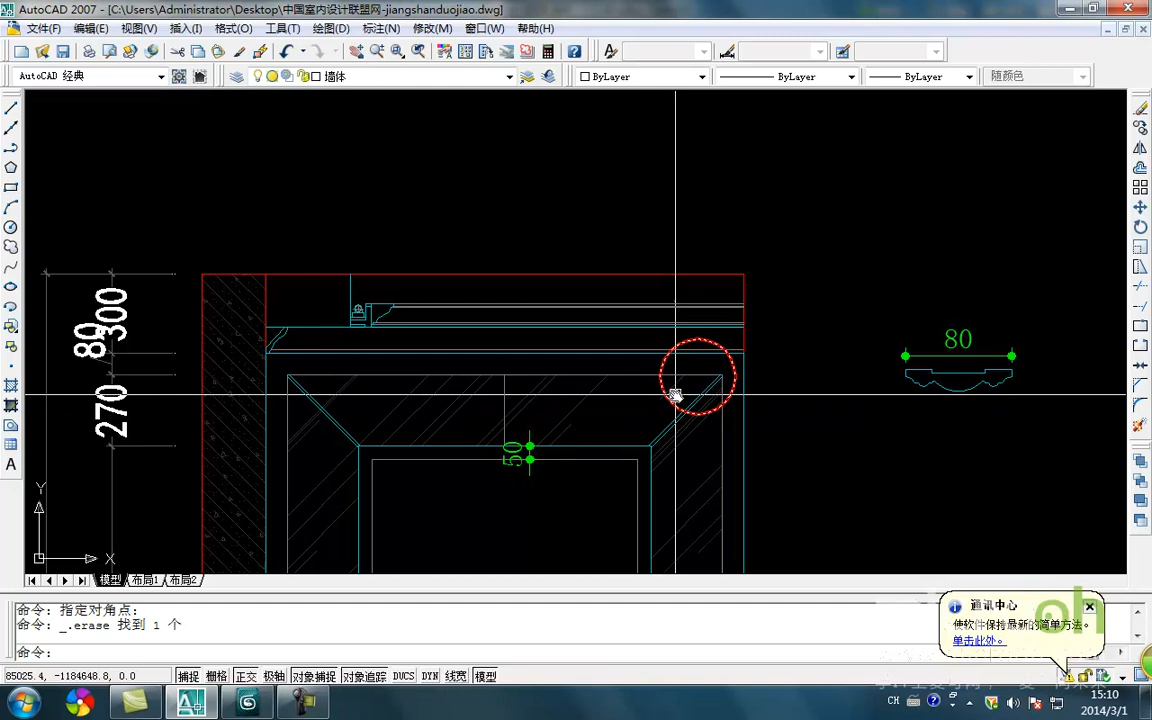 AutoCAD 2007 - [C:\Users\Administrator\Desktop\中国室内设计联盟网-jiangshanduojiao.dwg]
文件(F) 编辑(E) 视图(V) 插入(I) 格式(O) 工具(T) 绘图(D) 标注(N) 修改(M) 窗口(W) 帮助(H)
AutoCAD 经典 墙体 ByLayer ByLayer ByLayer 随颜色
300
80
270
50
80
Y
X
模型 布局1 布局2
命令: 指定对角点:
命令: _.erase 找到 1 个
命令:
通讯中心
使软件保持最新的简单方法。
单击此处。
oh
85025.4, -1184648.8, 0.0 捕捉 栅格 正交 极轴 对象捕捉 对象追踪 DUCS DYN 线宽 模型
CH
15:10
2014/3/1